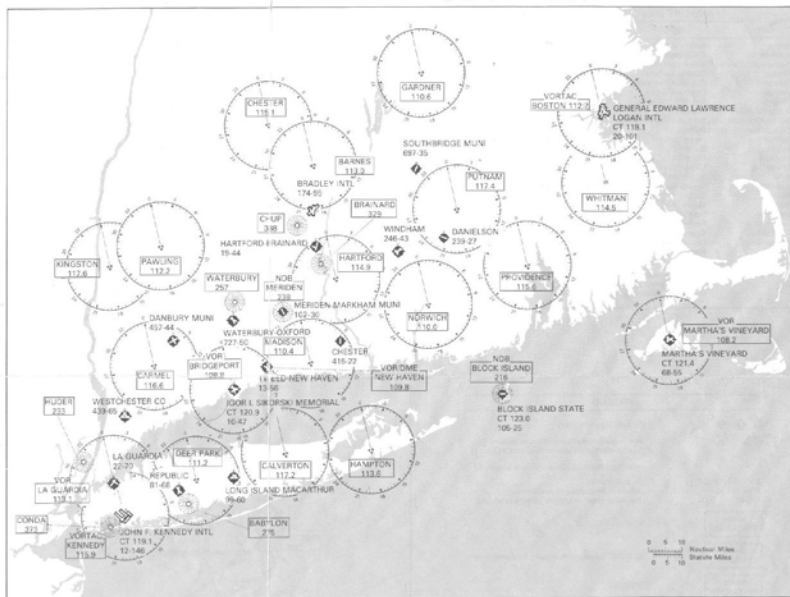 GARDNER
110.6
CHESTER
115.1
VORTAC
BOSTON 112.7
GENERAL EDWARD LAWRENCE
LOGAN INTL
CT 119.1
20-101
SOUTHBRIDGE MUNI
697-35
BARNES
113.0
BRADLEY INTL
174-95
PUTNAM
117.4
WHITMAN
114.5
CHUP
388
BRAINARD
329
WINDHAM
246-43
DANIELSON
239-27
HARTFORD-BRAINARD
19-44
KINGSTON
117.6
PAWLING
112.2
HARTFORD
114.9
PROVIDENCE
115.6
WATERBURY
257
NDB
MERIDEN
238
MERIDEN-MARKHAM MUNI
102-30
NORWICH
110.0
DANBURY MUNI
457-44
WATERBURY-OXFORD
727-50
MADISON
110.4
CHESTER
416-22
VOR
MARTHA'S VINEYARD
108.2
MARTHA'S VINEYARD
CT 121.4
68-55
CARMEL
116.6
VOR
BRIDGEPORT
108.8
NEW HAVEN
VOR/DME
NEW HAVEN
109.8
NDB
BLOCK ISLAND
216
BLOCK ISLAND STATE
CT 123.0
105-25
WESTCHESTER CO
439-65
IGOR I. SIKORSKI MEMORIAL
CT 120.9
10-47
233
LA GUARDIA
22-70
DEER PARK
111.2
CALVERTON
117.2
HAMPTON
113.6
VOR
LA GUARDIA
113.1
REPUBLIC
81-68
LONG ISLAND MACARTHUR
99-60
CONDA
373
VORTAC
KENNEDY
115.9
JOHN F. KENNEDY INTL
CT 119.1
12-146
BABYLON
0 5 10
Nautical Miles
Statute Miles
0 5 10